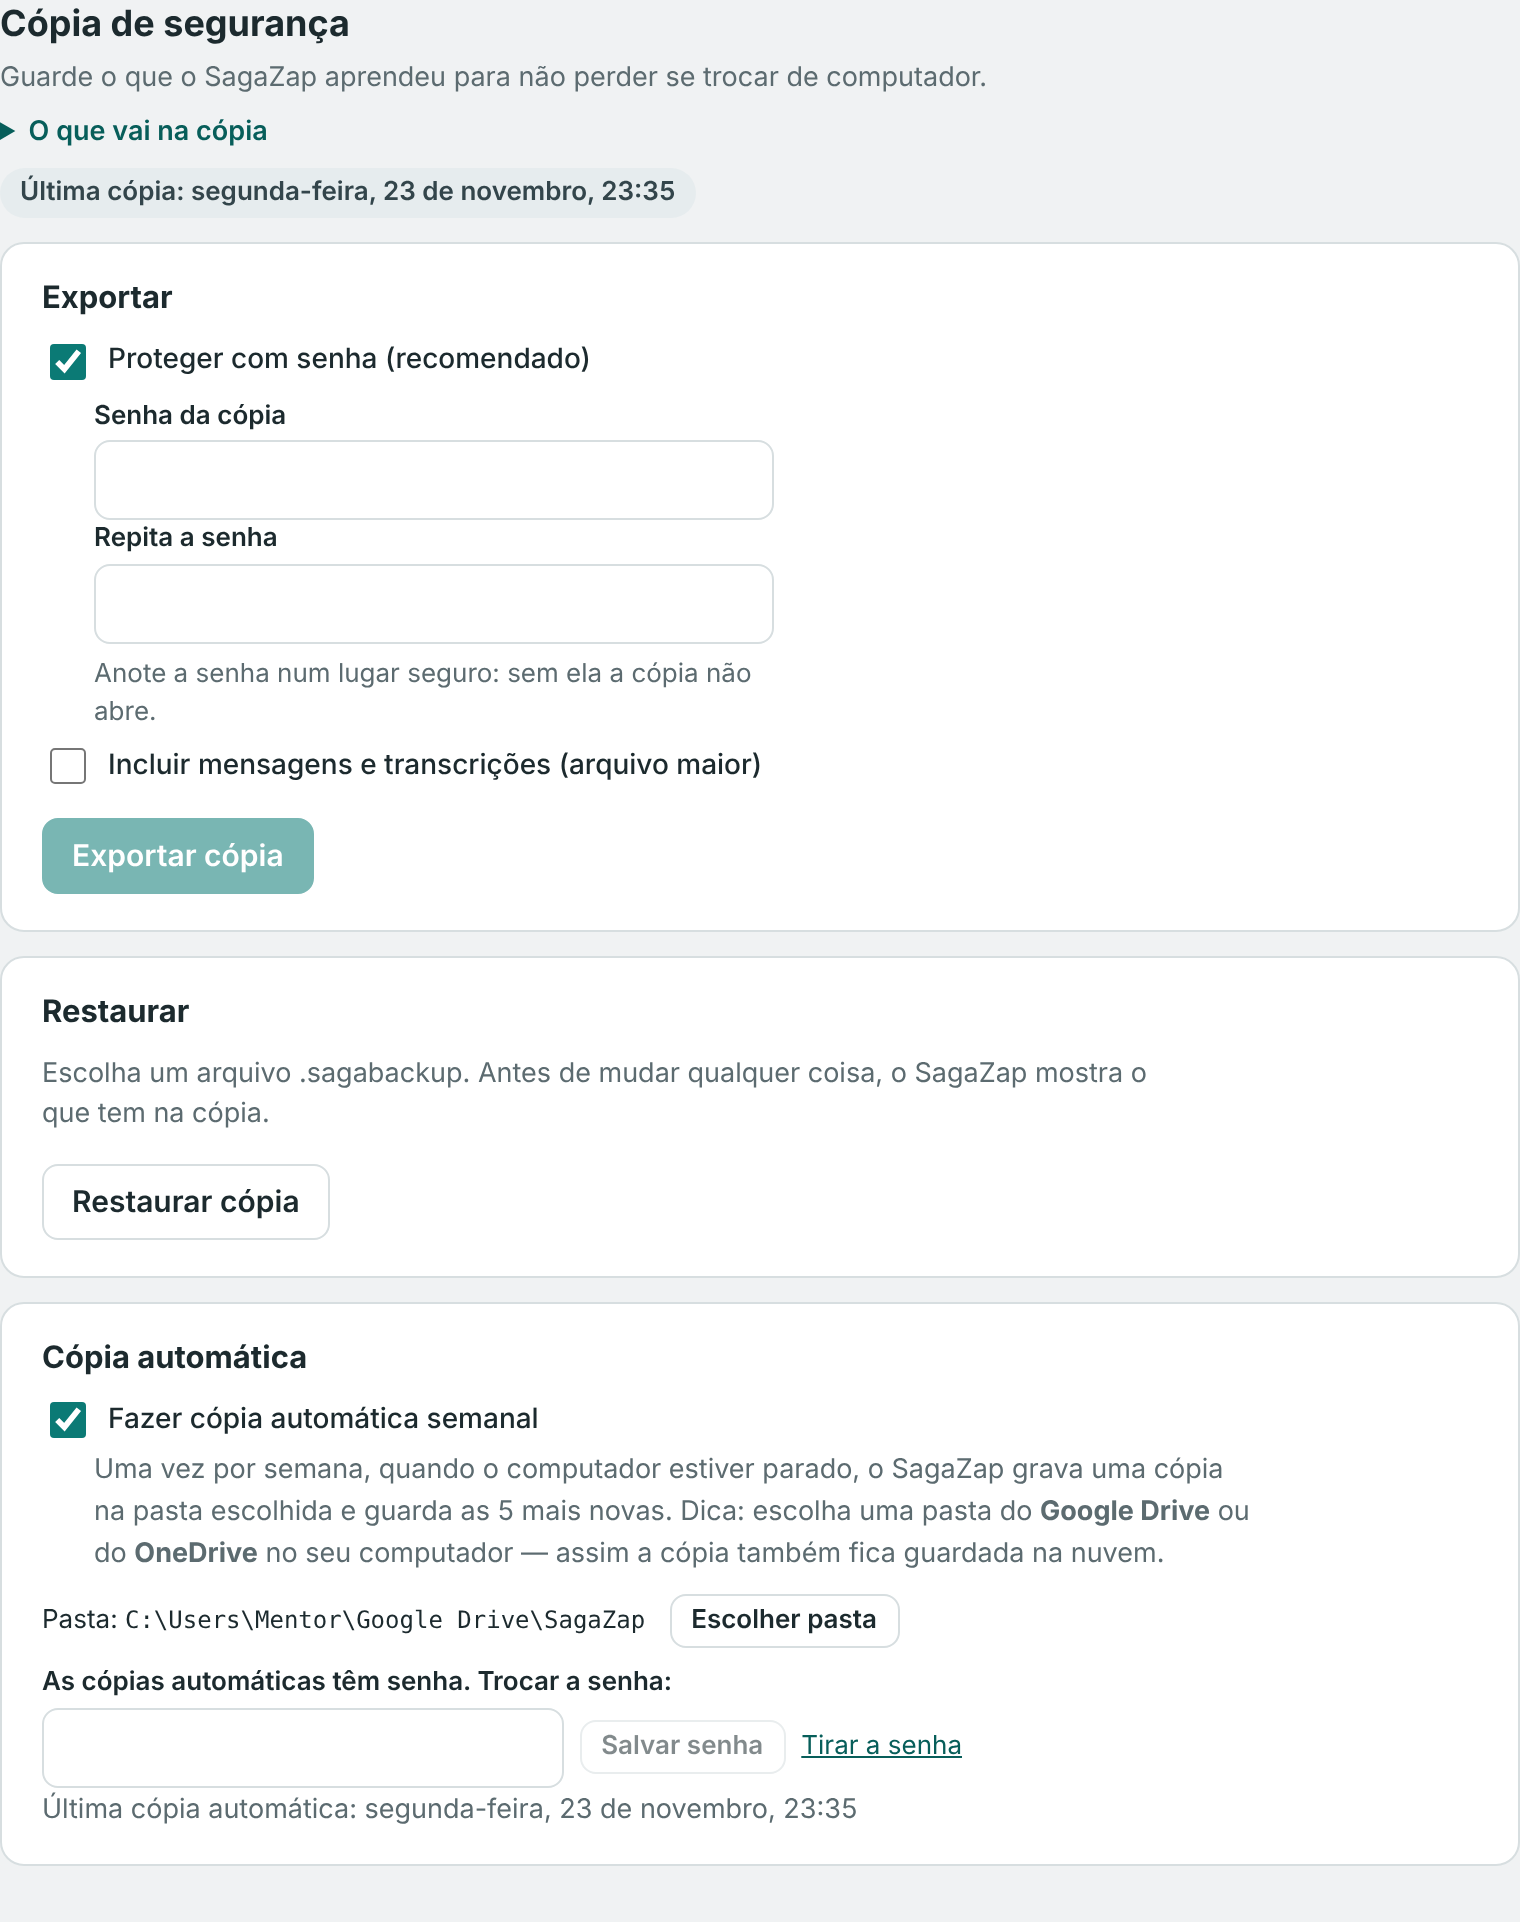 Cópia de segurança
Guarde o que o SagaZap aprendeu para não perder se trocar de computador.
O que vai na cópia
Última cópia: segunda-feira, 23 de novembro, 23:35
Exportar
Proteger com senha (recomendado)
Senha da cópia
Repita a senha
Anote a senha num lugar seguro: sem ela a cópia não
abre.
Incluir mensagens e transcrições (arquivo maior)
Exportar cópia
Restaurar
Escolha um arquivo .sagabackup. Antes de mudar qualquer coisa, o SagaZap mostra o
que tem na cópia.
Restaurar cópia
Cópia automática
Fazer cópia automática semanal
Uma vez por semana, quando o computador estiver parado, o SagaZap grava uma cópia
na pasta escolhida e guarda as 5 mais novas. Dica: escolha uma pasta do Google Drive ou
do OneDrive no seu computador — assim a cópia também fica guardada na nuvem.
Pasta: C:\Users\Mentor\Google Drive\SagaZap Escolher pasta
As cópias automáticas têm senha. Trocar a senha:
Salvar senha Tirar a senha
Última cópia automática: segunda-feira, 23 de novembro, 23:35